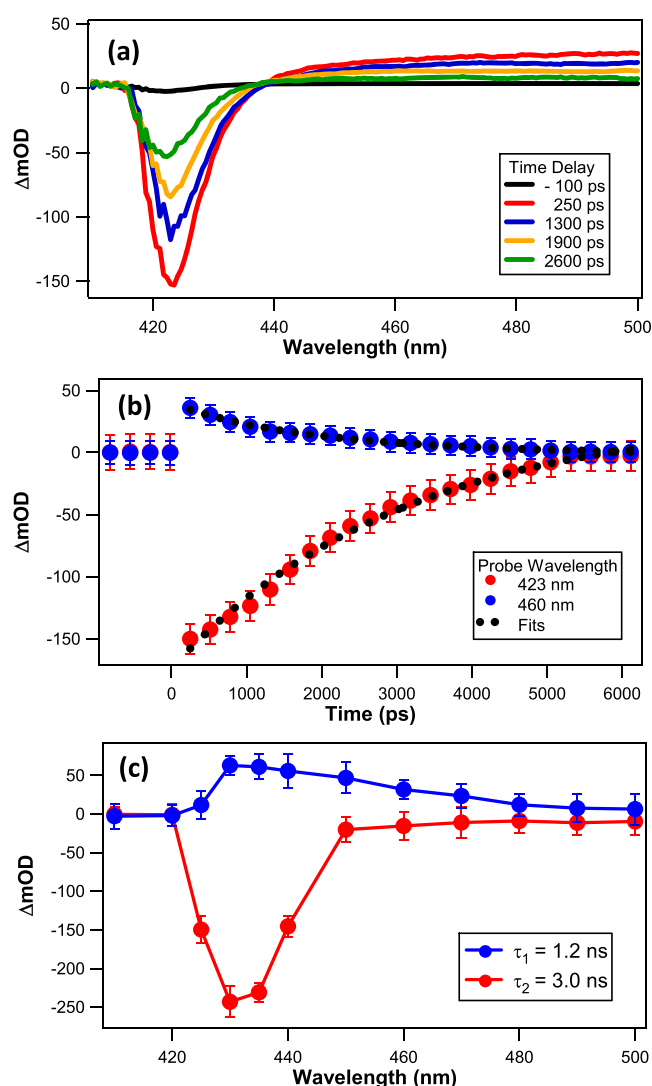 50
(a)
0
-50
ΔmOD
-100
-150
Time Delay
- 100 ps
250 ps
1300 ps
1900 ps
2600 ps
420
440
460
480
500
Wavelength (nm)
50
(b)
0
-50
ΔmOD
-100
-150
Probe Wavelength
423 nm
460 nm
Fits
0
1000
2000
3000
4000
5000
6000
Time (ps)
50
(c)
0
-50
-100
ΔmOD
-150
-200
-250
τ1 = 1.2 ns
τ2 = 3.0 ns
420
440
460
480
500
Wavelength (nm)